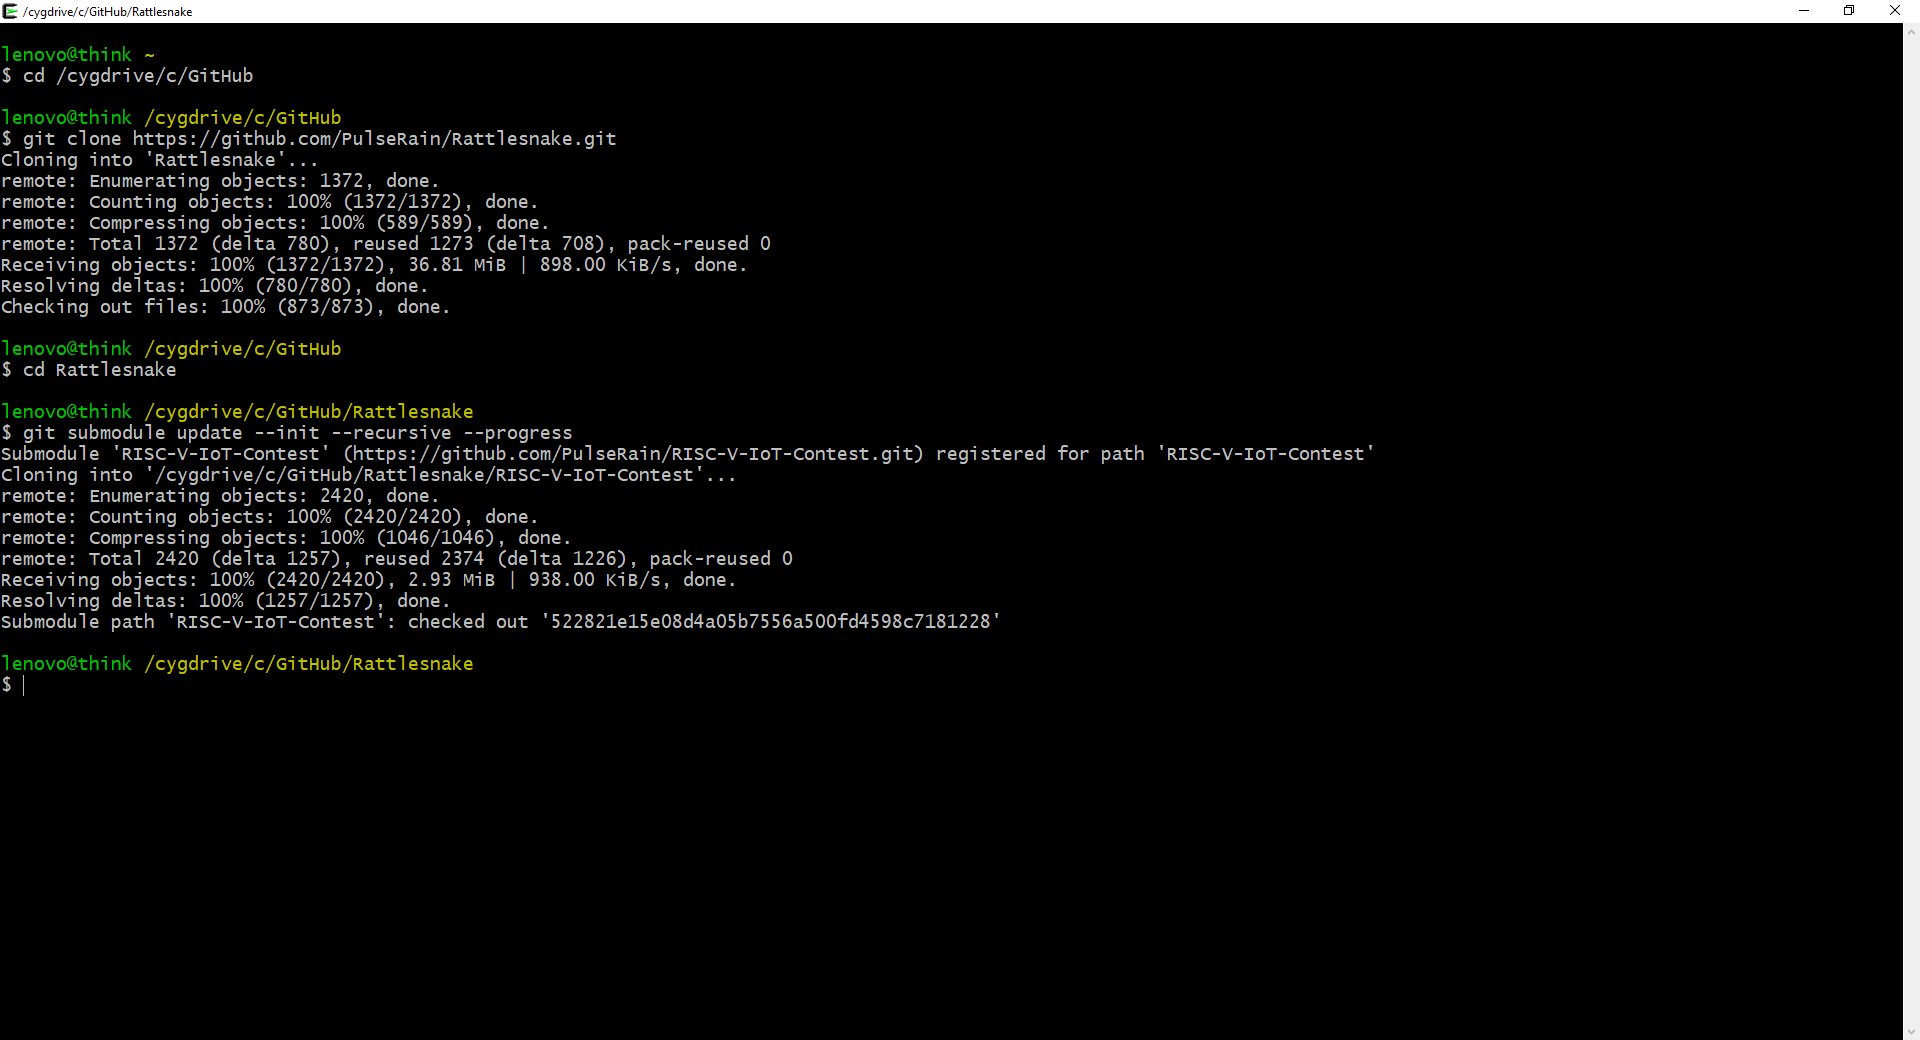 /cygdrive/c/GitHub/Rattlesnake
lenovo@think ~
$ cd /cygdrive/c/GitHub
lenovo@think /cygdrive/c/GitHub
$ git clone https://github.com/PulseRain/Rattlesnake.git
Cloning into 'Rattlesnake'...
remote: Enumerating objects: 1372, done.
remote: Counting objects: 100% (1372/1372), done.
remote: Compressing objects: 100% (589/589), done.
remote: Total 1372 (delta 780), reused 1273 (delta 708), pack-reused 0
Receiving objects: 100% (1372/1372), 36.81 MiB | 898.00 KiB/s, done.
Resolving deltas: 100% (780/780), done.
Checking out files: 100% (873/873), done.
lenovo@think /cygdrive/c/GitHub
$ cd Rattlesnake
lenovo@think /cygdrive/c/GitHub/Rattlesnake
$ git submodule update --init --recursive --progress
Submodule 'RISC-V-IoT-Contest' (https://github.com/PulseRain/RISC-V-IoT-Contest.git) registered for path 'RISC-V-IoT-Contest'
Cloning into '/cygdrive/c/GitHub/Rattlesnake/RISC-V-IoT-Contest'...
remote: Enumerating objects: 2420, done.
remote: Counting objects: 100% (2420/2420), done.
remote: Compressing objects: 100% (1046/1046), done.
remote: Total 2420 (delta 1257), reused 2374 (delta 1226), pack-reused 0
Receiving objects: 100% (2420/2420), 2.93 MiB | 938.00 KiB/s, done.
Resolving deltas: 100% (1257/1257), done.
Submodule path 'RISC-V-IoT-Contest': checked out '522821e15e08d4a05b7556a500fd4598c7181228'
lenovo@think /cygdrive/c/GitHub/Rattlesnake
$